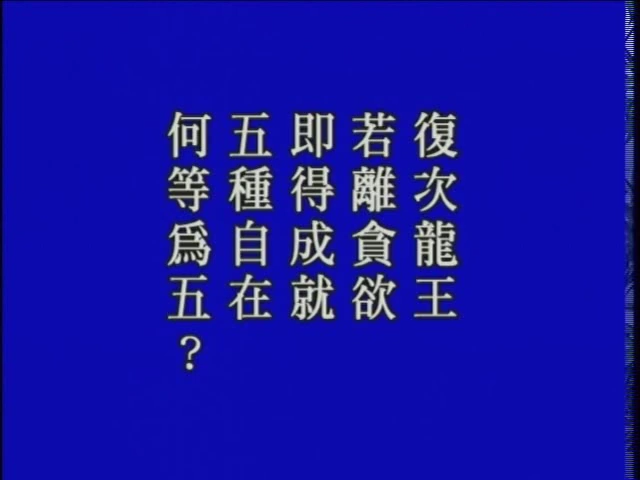 復次龍王
若離貪欲
即得成就
五種自在
何等爲五？